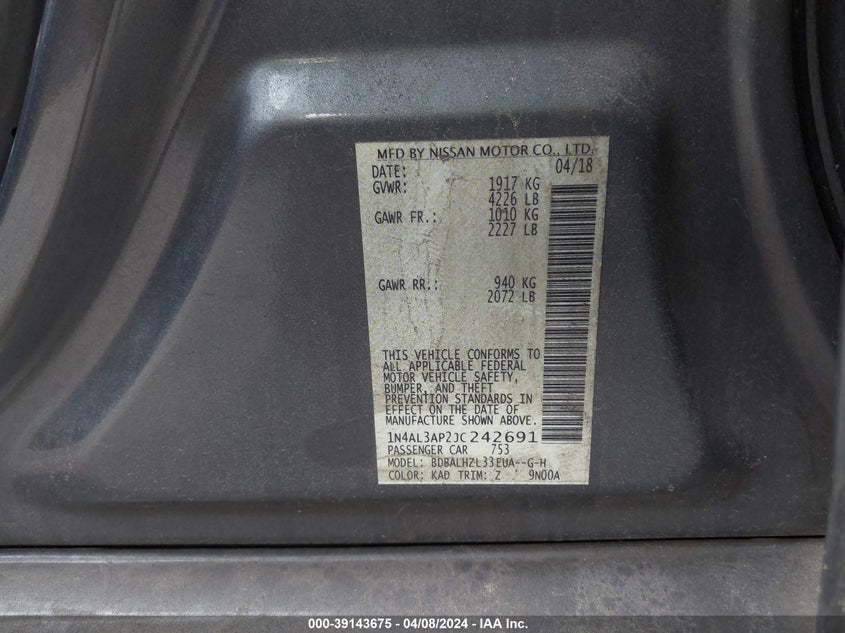 MFD BY NISSAN MOTOR CO., LTD.
DATE: 04/18
GVWR: 1917 KG
4226 LB
GAWR FR.: 1010 KG
2227 LB
GAWR RR.: 940 KG
2072 LB
THIS VEHICLE CONFORMS TO
ALL APPLICABLE FEDERAL
MOTOR VEHICLE SAFETY,
BUMPER, AND THEFT
PREVENTION STANDARDS IN
EFFECT ON THE DATE OF
MANUFACTURE SHOWN ABOVE.
1N4AL3AP2JC242691
PASSENGER CAR 753
MODEL: BDBALHZL33EUA--G-H
COLOR: KAD TRIM: Z 9N00A
000-39143675 - 04/08/2024 - IAA Inc.